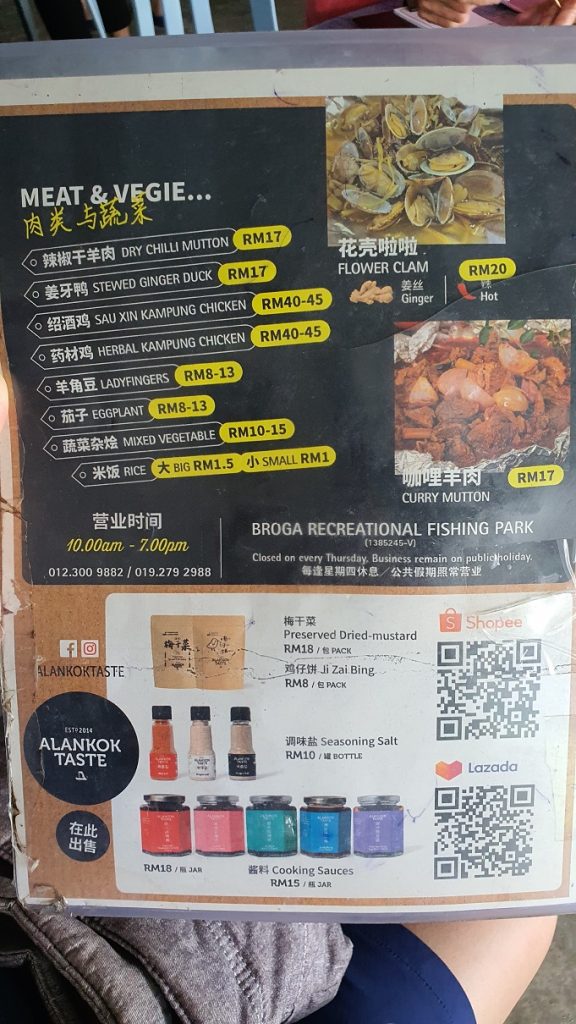 MEAT & VEGIE...
肉类与蔬菜
辣椒干羊肉 DRY CHILLI MUTTON RM17
姜牙鸭 STEWED GINGER DUCK RM17
绍酒鸡 SAU XIN KAMPUNG CHICKEN RM40-45
药材鸡 HERBAL KAMPUNG CHICKEN RM40-45
羊角豆 LADYFINGERS RM8-13
茄子 EGGPLANT RM8-13
蔬菜杂烩 MIXED VEGETABLE RM10-15
米饭 RICE 大 BIG RM1.5 小 SMALL RM1
花壳啦啦
FLOWER CLAM RM20
姜丝
Ginger
辣
Hot
咖哩羊肉
CURRY MUTTON RM17
营业时间
10.00am - 7.00pm
012.300 9882 / 019.279 2988
BROGA RECREATIONAL FISHING PARK
(1385245-V)
Closed on every Thursday. Business remain on public holiday.
每逢星期四休息 / 公共假期照常营业
ALANKOKTASTE
ESTD 2014
ALANKOK
TASTE
在此
出售
梅干菜
梅干菜
Preserved Dried-mustard
RM18 / 包 PACK
鸡仔饼 Ji Zai Bing
RM8 / 包 PACK
调味盐 Seasoning Salt
RM10 / 罐 BOTTLE
RM18 / 瓶 JAR
酱料 Cooking Sauces
RM15 / 瓶 JAR
Shopee
Lazada